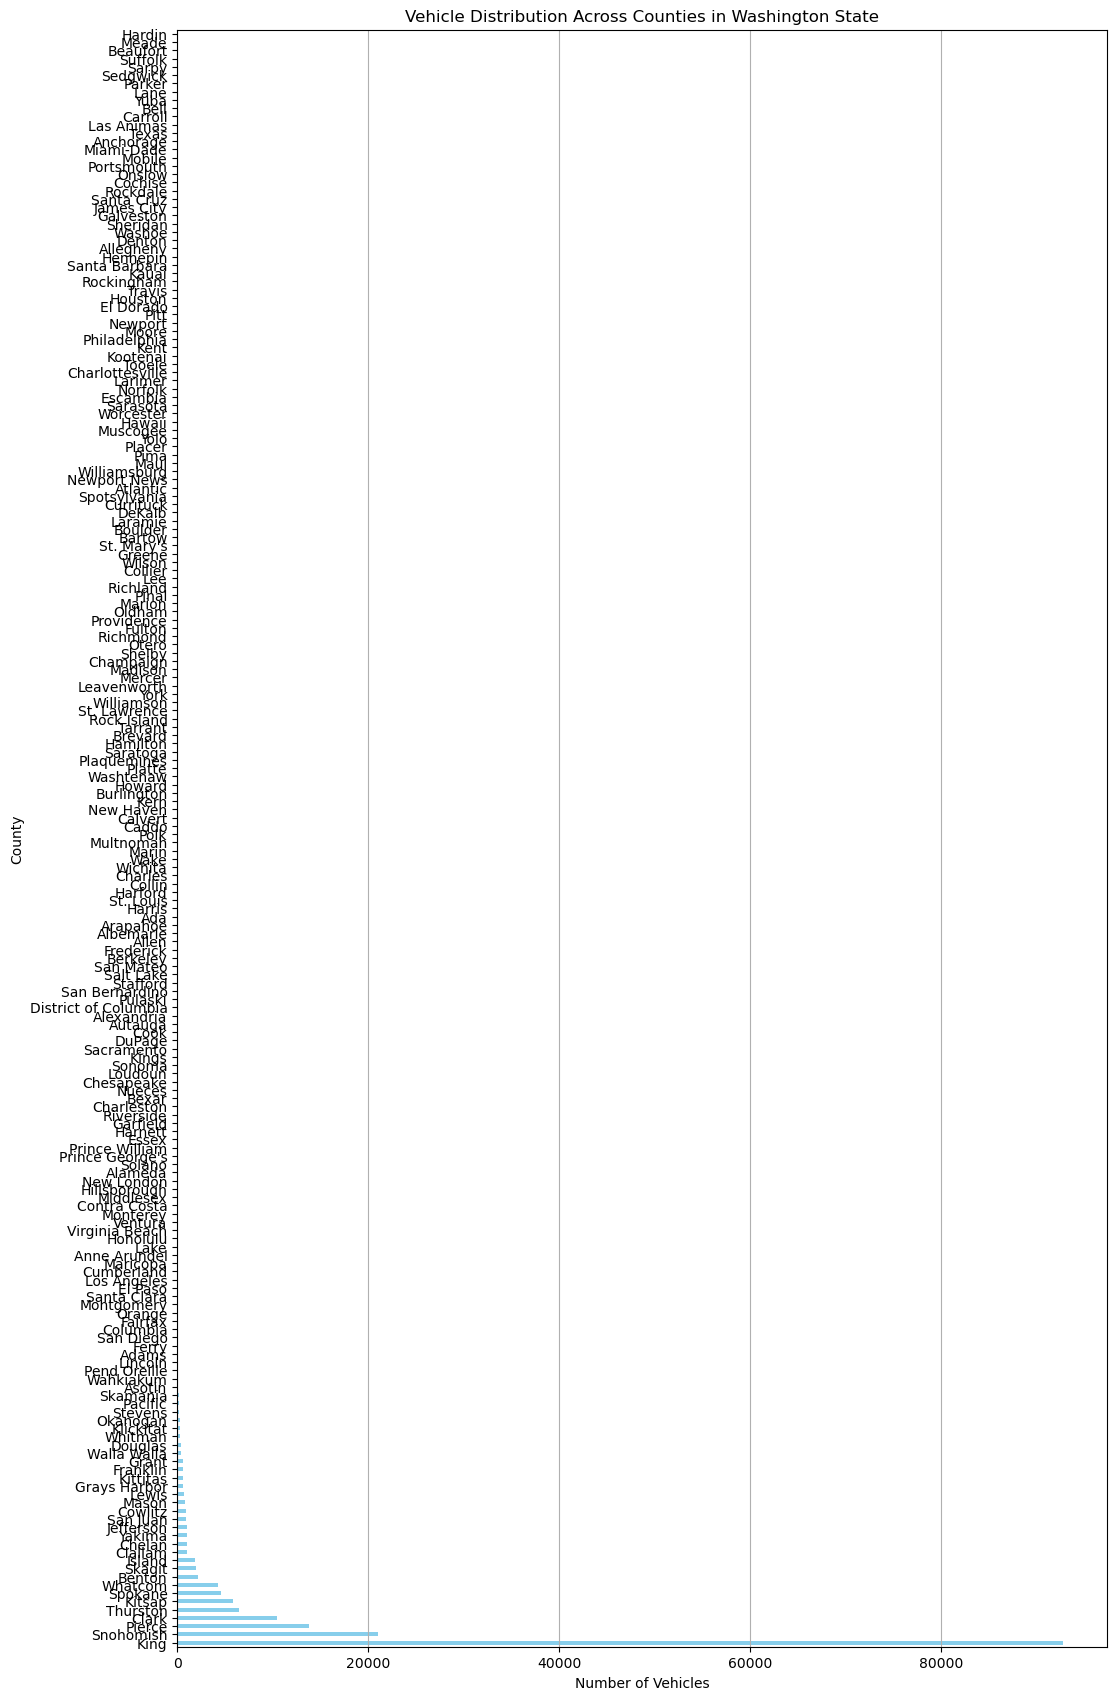 Vehicle Distribution Across Counties in Washington State
Hardin
Meade
Beaufort
Suffolk
Sarpy
Sedgwick
Parker
Lane
Yuba
Bell
Carroll
Las Animas
Texas
Anchorage
Miami-Dade
Mobile
Portsmouth
Onslow
Cochise
Rockdale
Santa Cruz
James City
Galveston
Sheridan
Washoe
Denton
Allegheny
Hennepin
Santa Barbara
Kauai
Rockingham
Travis
Houston
El Dorado
Pitt
Newport
Moore
Philadelphia
Kent
Kootenai
Tooele
Charlottesville
Larimer
Norfolk
Escambia
Sarasota
Worcester
Hawaii
Muscogee
Yolo
Placer
Pima
Maui
Williamsburg
Newport News
Atlantic
Spotsylvania
Currituck
DeKalb
Laramie
Boulder
Bartow
St. Mary's
Greene
Wilson
Collier
Lee
Richland
Pinal
Marion
Oldham
Providence
Fulton
Richmond
Otero
Shelby
Champaign
Madison
Mercer
Leavenworth
York
Williamson
St. Lawrence
Rock Island
Tarrant
Brevard
Hamilton
Saratoga
Plaquemines
Platte
Washtenaw
Howard
Burlington
Kern
New Haven
Calvert
Caddo
Polk
Multnomah
Marin
Wake
Wichita
Charles
Collin
Harford
St. Louis
Harris
Ada
Arapahoe
Albemarle
Allen
Frederick
Berkeley
San Mateo
Salt Lake
Stafford
San Bernardino
Pulaski
District of Columbia
Alexandria
Autauga
Cook
DuPage
Sacramento
Kings
Sonoma
Loudoun
Chesapeake
Nueces
Bexar
Charleston
Riverside
Garfield
Harnett
Essex
Prince William
Prince George's
Solano
Alameda
New London
Hillsborough
Middlesex
Contra Costa
Monterey
Ventura
Virginia Beach
Honolulu
Lake
Anne Arundel
Maricopa
Cumberland
Los Angeles
El Paso
Santa Clara
Montgomery
Orange
Fairfax
Columbia
San Diego
Ferry
Adams
Lincoln
Pend Oreille
Wahkiakum
Asotin
Skamania
Pacific
Stevens
Okanogan
Klickitat
Whitman
Douglas
Walla Walla
Grant
Franklin
Kittitas
Grays Harbor
Lewis
Mason
Cowlitz
San Juan
Jefferson
Yakima
Chelan
Clallam
Island
Skagit
Benton
Whatcom
Spokane
Kitsap
Thurston
Clark
Pierce
Snohomish
King
County
0 20000 40000 60000 80000
Number of Vehicles